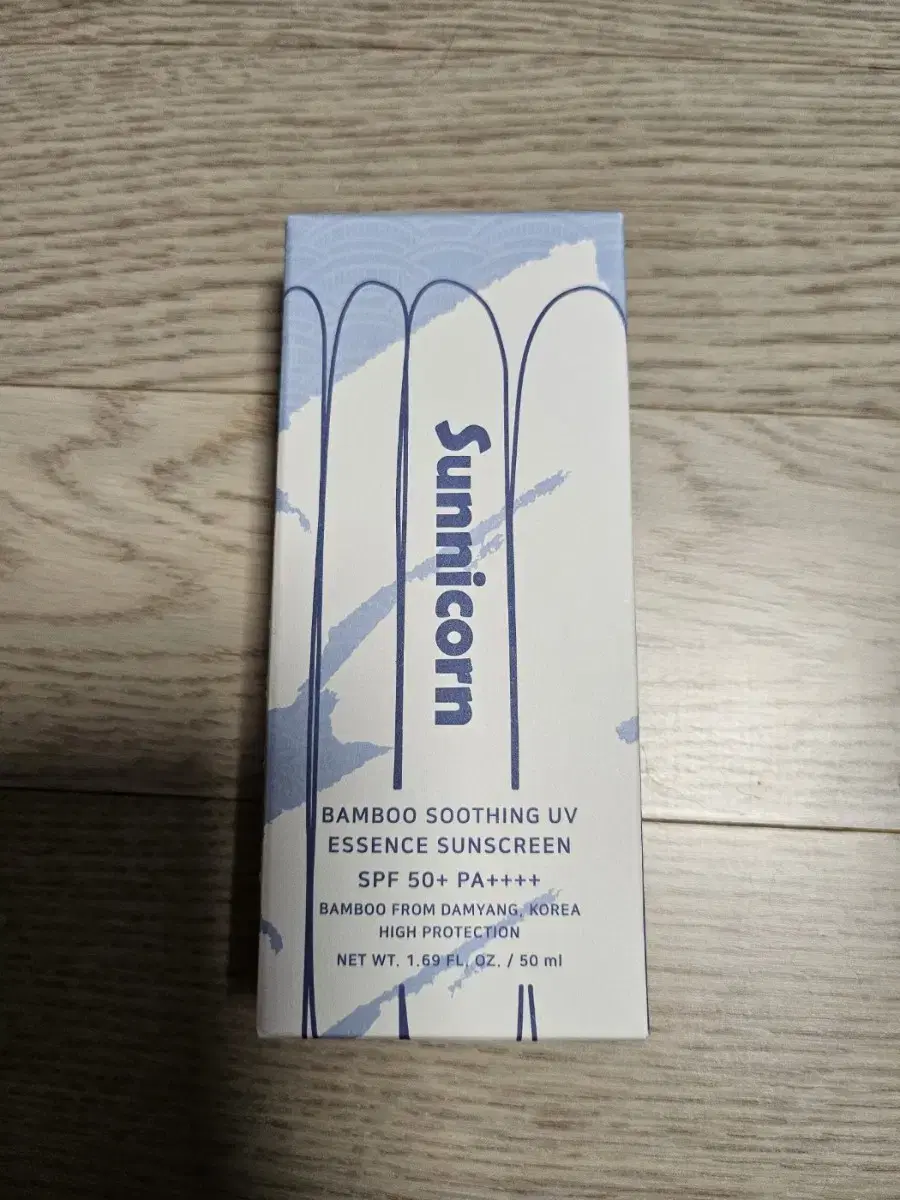 Sunnicorn
BAMBOO SOOTHING UV
ESSENCE SUNSCREEN
SPF 50+ PA++++
BAMBOO FROM DAMYANG, KOREA
HIGH PROTECTION
NET WT. 1.69 FL. OZ. / 50 ml